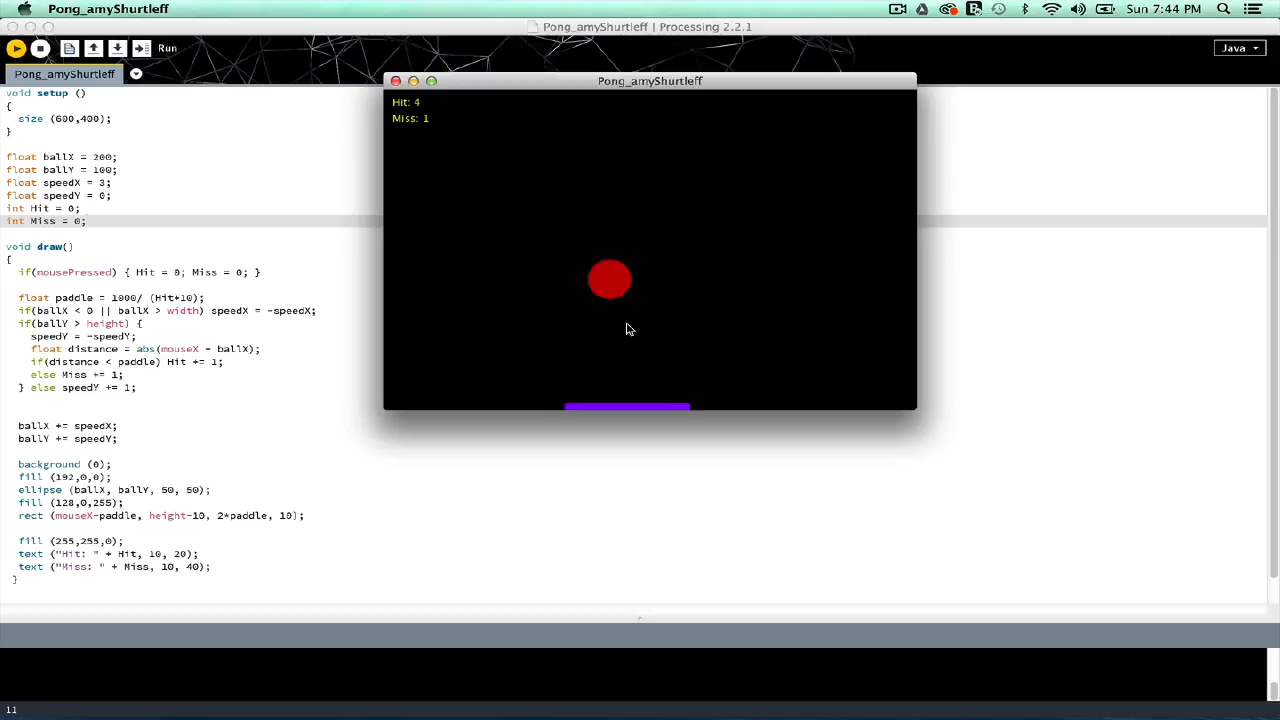 Pong_amyShurtleff
Sun 7:44 PM
Pong_amyShurtleff | Processing 2.2.1
Run
Java
Pong_amyShurtleff
Pong_amyShurtleff
Hit: 4
Miss: 1
void setup ()
{
size (600,400);
}
float ballX = 200;
float ballY = 100;
float speedX = 3;
float speedY = 0;
int Hit = 0;
int Miss = 0;
void draw()
{
if(mousePressed) { Hit = 0; Miss = 0; }
float paddle = 1000/ (Hit+10);
if(ballX < 0 || ballX > width) speedX = -speedX;
if(ballY > height) {
speedY = -speedY;
float distance = abs(mouseX - ballX);
if(distance < paddle) Hit += 1;
else Miss += 1;
} else speedY += 1;
ballX += speedX;
ballY += speedY;
background (0);
fill (192,0,0);
ellipse (ballX, ballY, 50, 50);
fill (128,0,255);
rect (mouseX-paddle, height-10, 2*paddle, 10);
fill (255,255,0);
text ("Hit: " + Hit, 10, 20);
text ("Miss: " + Miss, 10, 40);
}
11